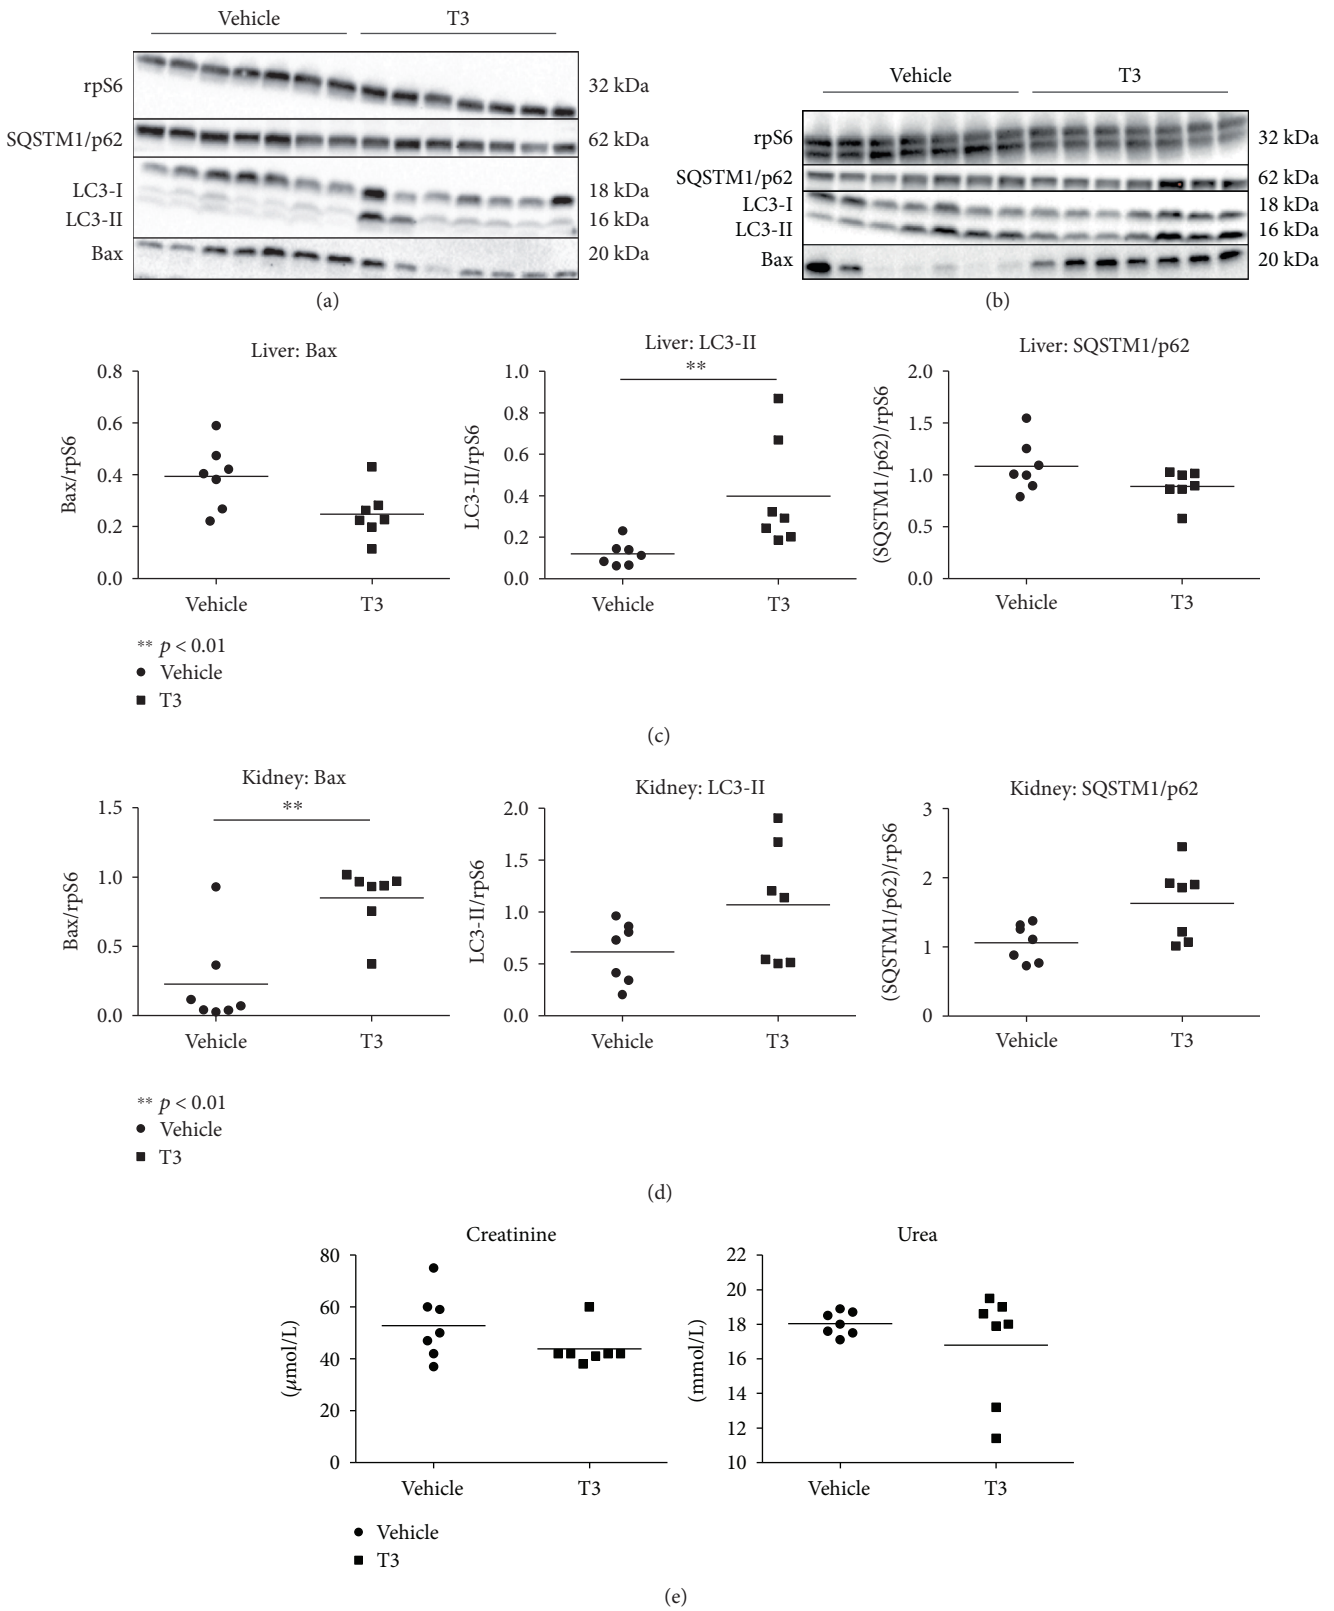 Vehicle T3
rpS6 32 kDa
SQSTM1/p62 62 kDa
LC3-I 18 kDa
LC3-II 16 kDa
Bax 20 kDa
(a)
Vehicle T3
rpS6 32 kDa
SQSTM1/p62 62 kDa
LC3-I 18 kDa
LC3-II 16 kDa
Bax 20 kDa
(b)
Liver: Bax
Bax/rpS6
0.8
0.6
0.4
0.2
0.0
Vehicle T3
Liver: LC3-II
**
LC3-II/rpS6
1.0
0.8
0.6
0.4
0.2
0.0
Vehicle T3
Liver: SQSTM1/p62
(SQSTM1/p62)/rpS6
2.0
1.5
1.0
0.5
0.0
Vehicle T3
** p < 0.01
Vehicle
T3
(c)
Kidney: Bax
**
Bax/rpS6
1.5
1.0
0.5
0.0
Vehicle T3
Kidney: LC3-II
LC3-II/rpS6
2.0
1.5
1.0
0.5
0.0
Vehicle T3
Kidney: SQSTM1/p62
(SQSTM1/p62)/rpS6
3
2
1
0
Vehicle T3
** p < 0.01
Vehicle
T3
(d)
Creatinine
(μmol/L)
80
60
40
20
0
Vehicle T3
Urea
(mmol/L)
22
20
18
16
14
12
10
Vehicle T3
Vehicle
T3
(e)